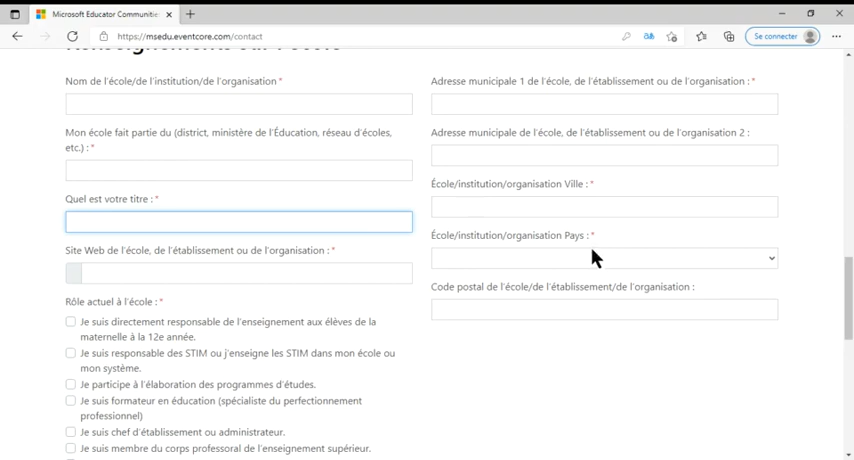 Microsoft Educator Communitie
https://msedu.eventcore.com/contact
Se connecter
Nom de l'école/de l'institution/de l'organisation *
Mon école fait partie du (district, ministère de l'Éducation, réseau d'écoles,
etc.) : *
Quel est votre titre : *
Site Web de l'école, de l'établissement ou de l'organisation : *
Rôle actuel à l'école : *
Je suis directement responsable de l'enseignement aux élèves de la
maternelle à la 12e année.
Je suis responsable des STIM ou j'enseigne les STIM dans mon école ou
mon système.
Je participe à l'élaboration des programmes d'études.
Je suis formateur en éducation (spécialiste du perfectionnement
professionnel)
Je suis chef d'établissement ou administrateur.
Je suis membre du corps professoral de l'enseignement supérieur.
Adresse municipale 1 de l'école, de l'établissement ou de l'organisation : *
Adresse municipale de l'école, de l'établissement ou de l'organisation 2 :
École/institution/organisation Ville : *
École/institution/organisation Pays : *
Code postal de l'école/de l'établissement/de l'organisation :